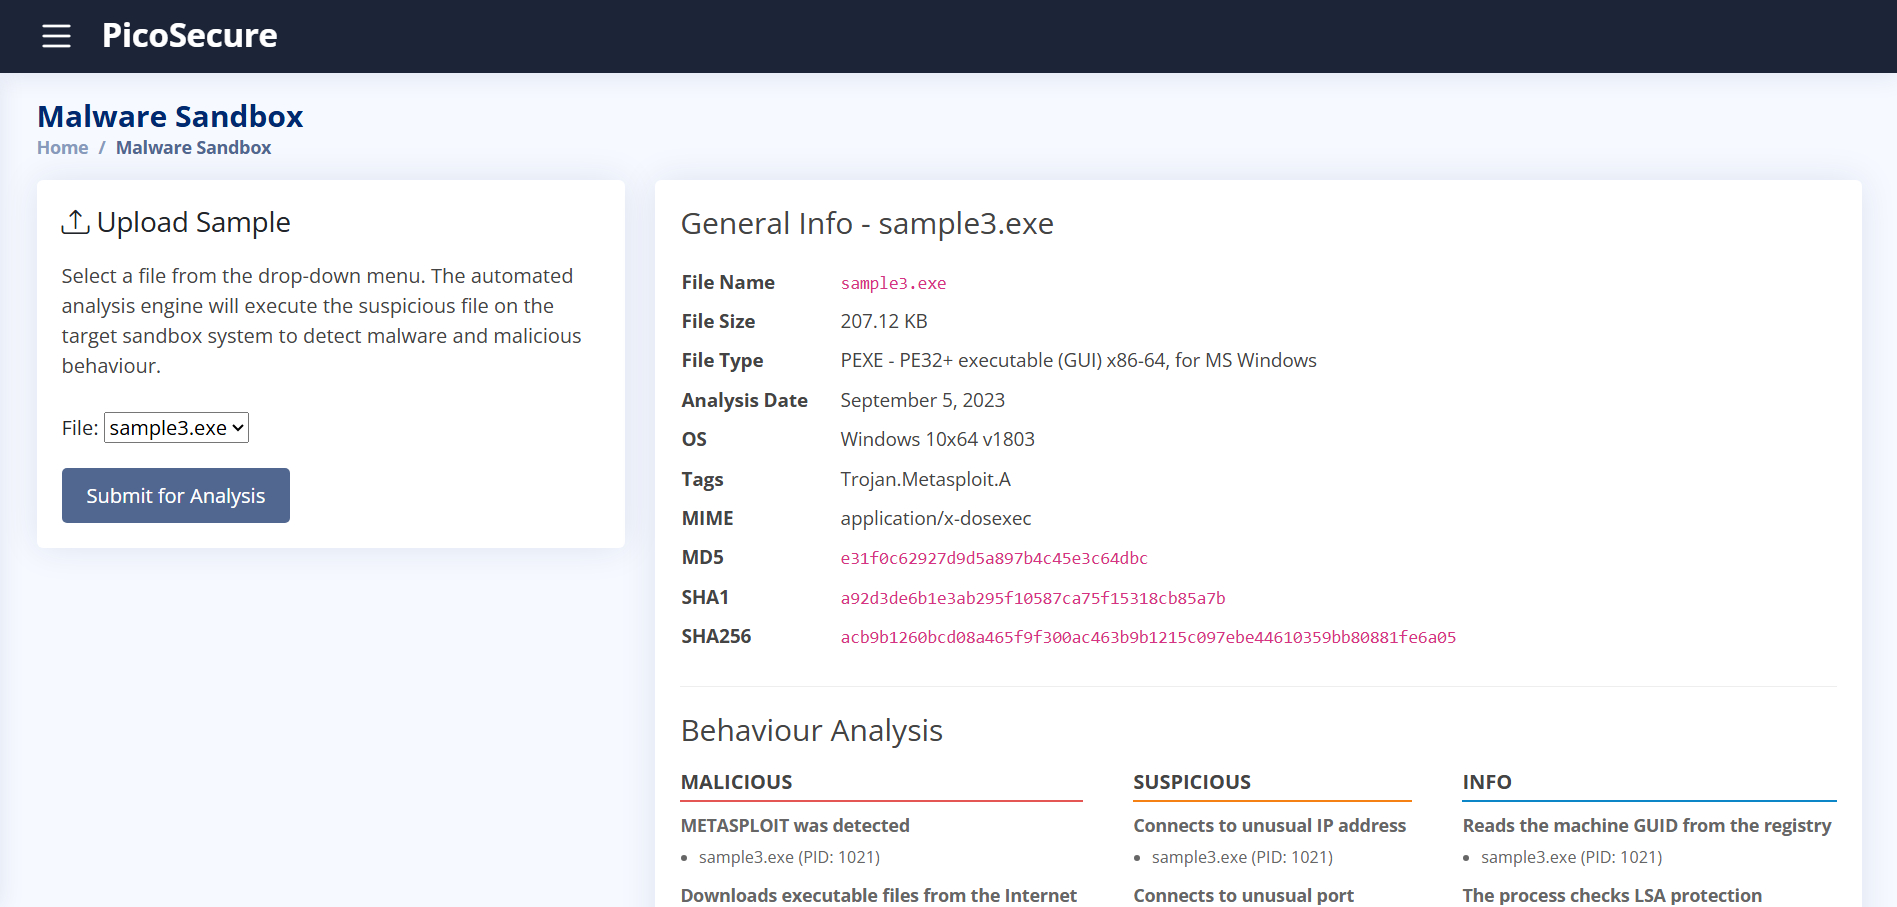 PicoSecure
Malware Sandbox
Home / Malware Sandbox
Upload Sample
Select a file from the drop-down menu. The automated
analysis engine will execute the suspicious file on the
target sandbox system to detect malware and malicious
behaviour.
File: sample3.exe
Submit for Analysis
General Info - sample3.exe
File Name sample3.exe
File Size 207.12 KB
File Type PEXE - PE32+ executable (GUI) x86-64, for MS Windows
Analysis Date September 5, 2023
OS Windows 10x64 v1803
Tags Trojan.Metasploit.A
MIME application/x-dosexec
MD5 e31f0c62927d9d5a897b4c45e3c64dbc
SHA1 a92d3de6b1e3ab295f10587ca75f15318cb85a7b
SHA256 acb9b1260bcd08a465f9f300ac463b9b1215c097ebe44610359bb80881fe6a05
Behaviour Analysis
MALICIOUS
METASPLOIT was detected
• sample3.exe (PID: 1021)
Downloads executable files from the Internet
SUSPICIOUS
Connects to unusual IP address
• sample3.exe (PID: 1021)
Connects to unusual port
INFO
Reads the machine GUID from the registry
• sample3.exe (PID: 1021)
The process checks LSA protection